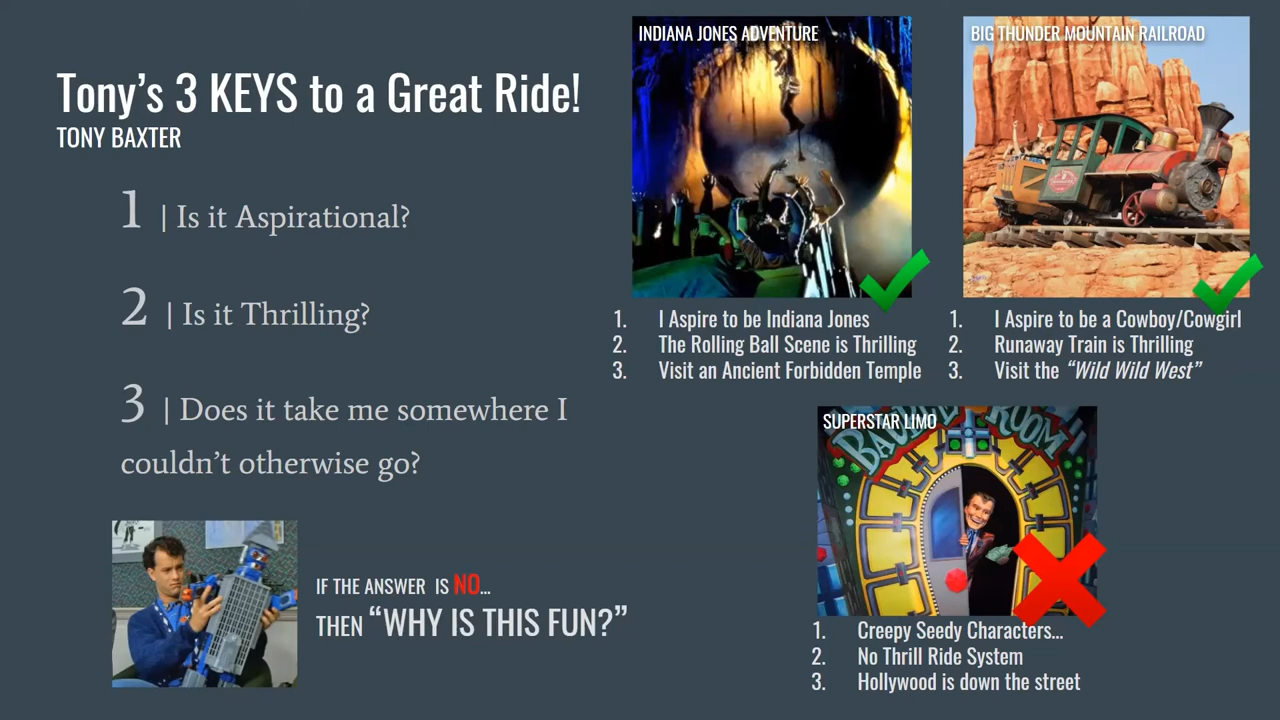 Tony's 3 KEYS to a Great Ride!
TONY BAXTER
1 | Is it Aspirational?
2 | Is it Thrilling?
3 | Does it take me somewhere I
couldn't otherwise go?
IF THE ANSWER IS NO...
THEN "WHY IS THIS FUN?"
INDIANA JONES ADVENTURE
1. I Aspire to be Indiana Jones
2. The Rolling Ball Scene is Thrilling
3. Visit an Ancient Forbidden Temple
BIG THUNDER MOUNTAIN RAILROAD
1. I Aspire to be a Cowboy/Cowgirl
2. Runaway Train is Thrilling
3. Visit the "Wild Wild West"
SUPERSTAR LIMO
ROOM
1. Creepy Seedy Characters...
2. No Thrill Ride System
3. Hollywood is down the street